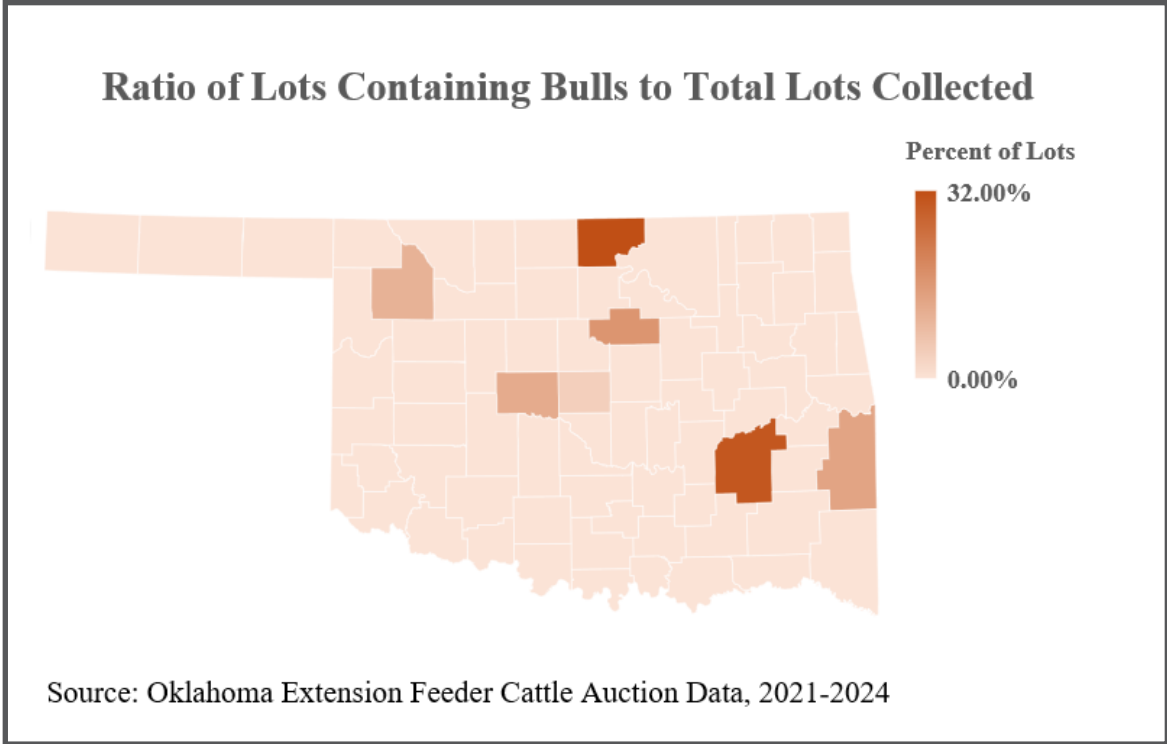 Ratio of Lots Containing Bulls to Total Lots Collected
Percent of Lots
32.00%
0.00%
Source: Oklahoma Extension Feeder Cattle Auction Data, 2021-2024